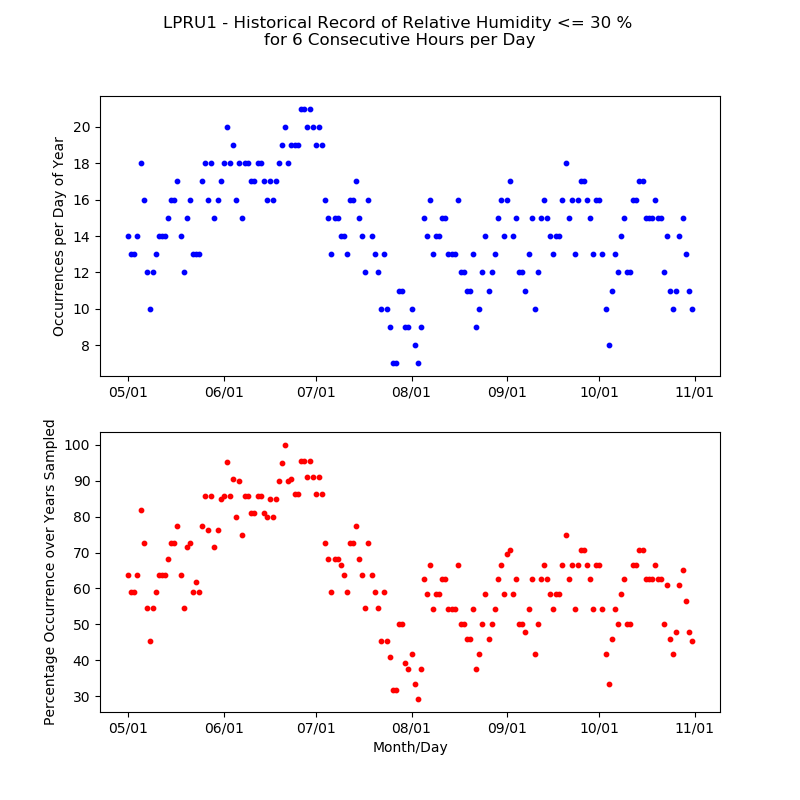 LPRU1 - Historical Record of Relative Humidity <= 30 %
for 6 Consecutive Hours per Day
Occurrences per Day of Year
20
18
16
14
12
10
8
05/01 06/01 07/01 08/01 09/01 10/01 11/01
Percentage Occurrence over Years Sampled
100
90
80
70
60
50
40
30
05/01 06/01 07/01 08/01 09/01 10/01 11/01
Month/Day